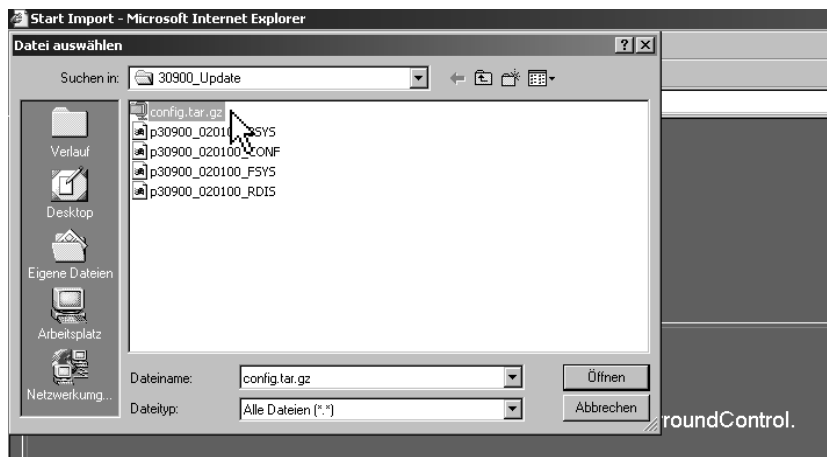 Start Import - Microsoft Internet Explorer
Datei auswählen
Suchen in: 30900_Update
config.tar.gz
p30900_020100_CONF
p30900_020100_FSYS
p30900_020100_RDIS
Verlauf
Desktop
Eigene Dateien
Arbeitsplatz
Netzwerkumg...
Dateiname: config.tar.gz Öffnen
Dateityp: Alle Dateien (*.*) Abbrechen
roundControl.